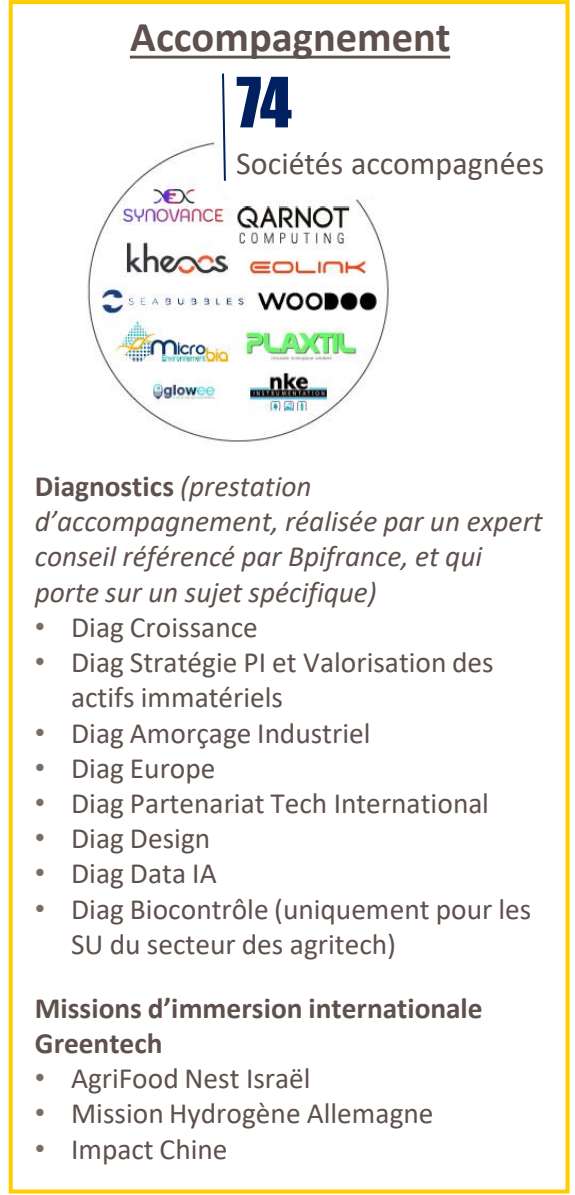 Accompagnement
74
Sociétés accompagnées
SYNOVANCE
QARNOT
COMPUTING
kheoos
EOLINK
SEABUBBLES
WOODOO
Microbia
Environnement
PLAXTIL
glowee
nke
INSTRUMENTATION
Diagnostics (prestation
d’accompagnement, réalisée par un expert
conseil référencé par Bpifrance, et qui
porte sur un sujet spécifique)
• Diag Croissance
• Diag Stratégie PI et Valorisation des
actifs immatériels
• Diag Amorçage Industriel
• Diag Europe
• Diag Partenariat Tech International
• Diag Design
• Diag Data IA
• Diag Biocontrôle (uniquement pour les
SU du secteur des agritech)
Missions d’immersion internationale
Greentech
• AgriFood Nest Israël
• Mission Hydrogène Allemagne
• Impact Chine